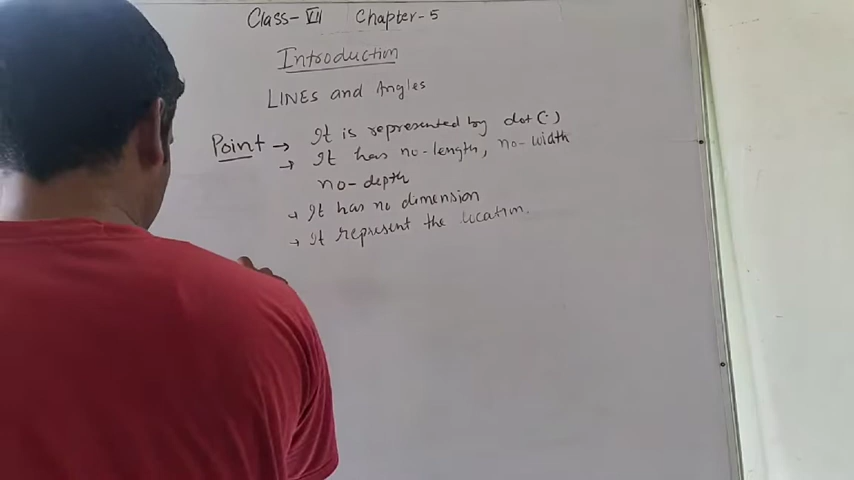 Class-VII Chapter-5
Introduction
LINES and Angles
Point → It is represented by dot (·)
→ It has no-length, no-width
no-depth
→ It has no dimension
→ It represent the location.